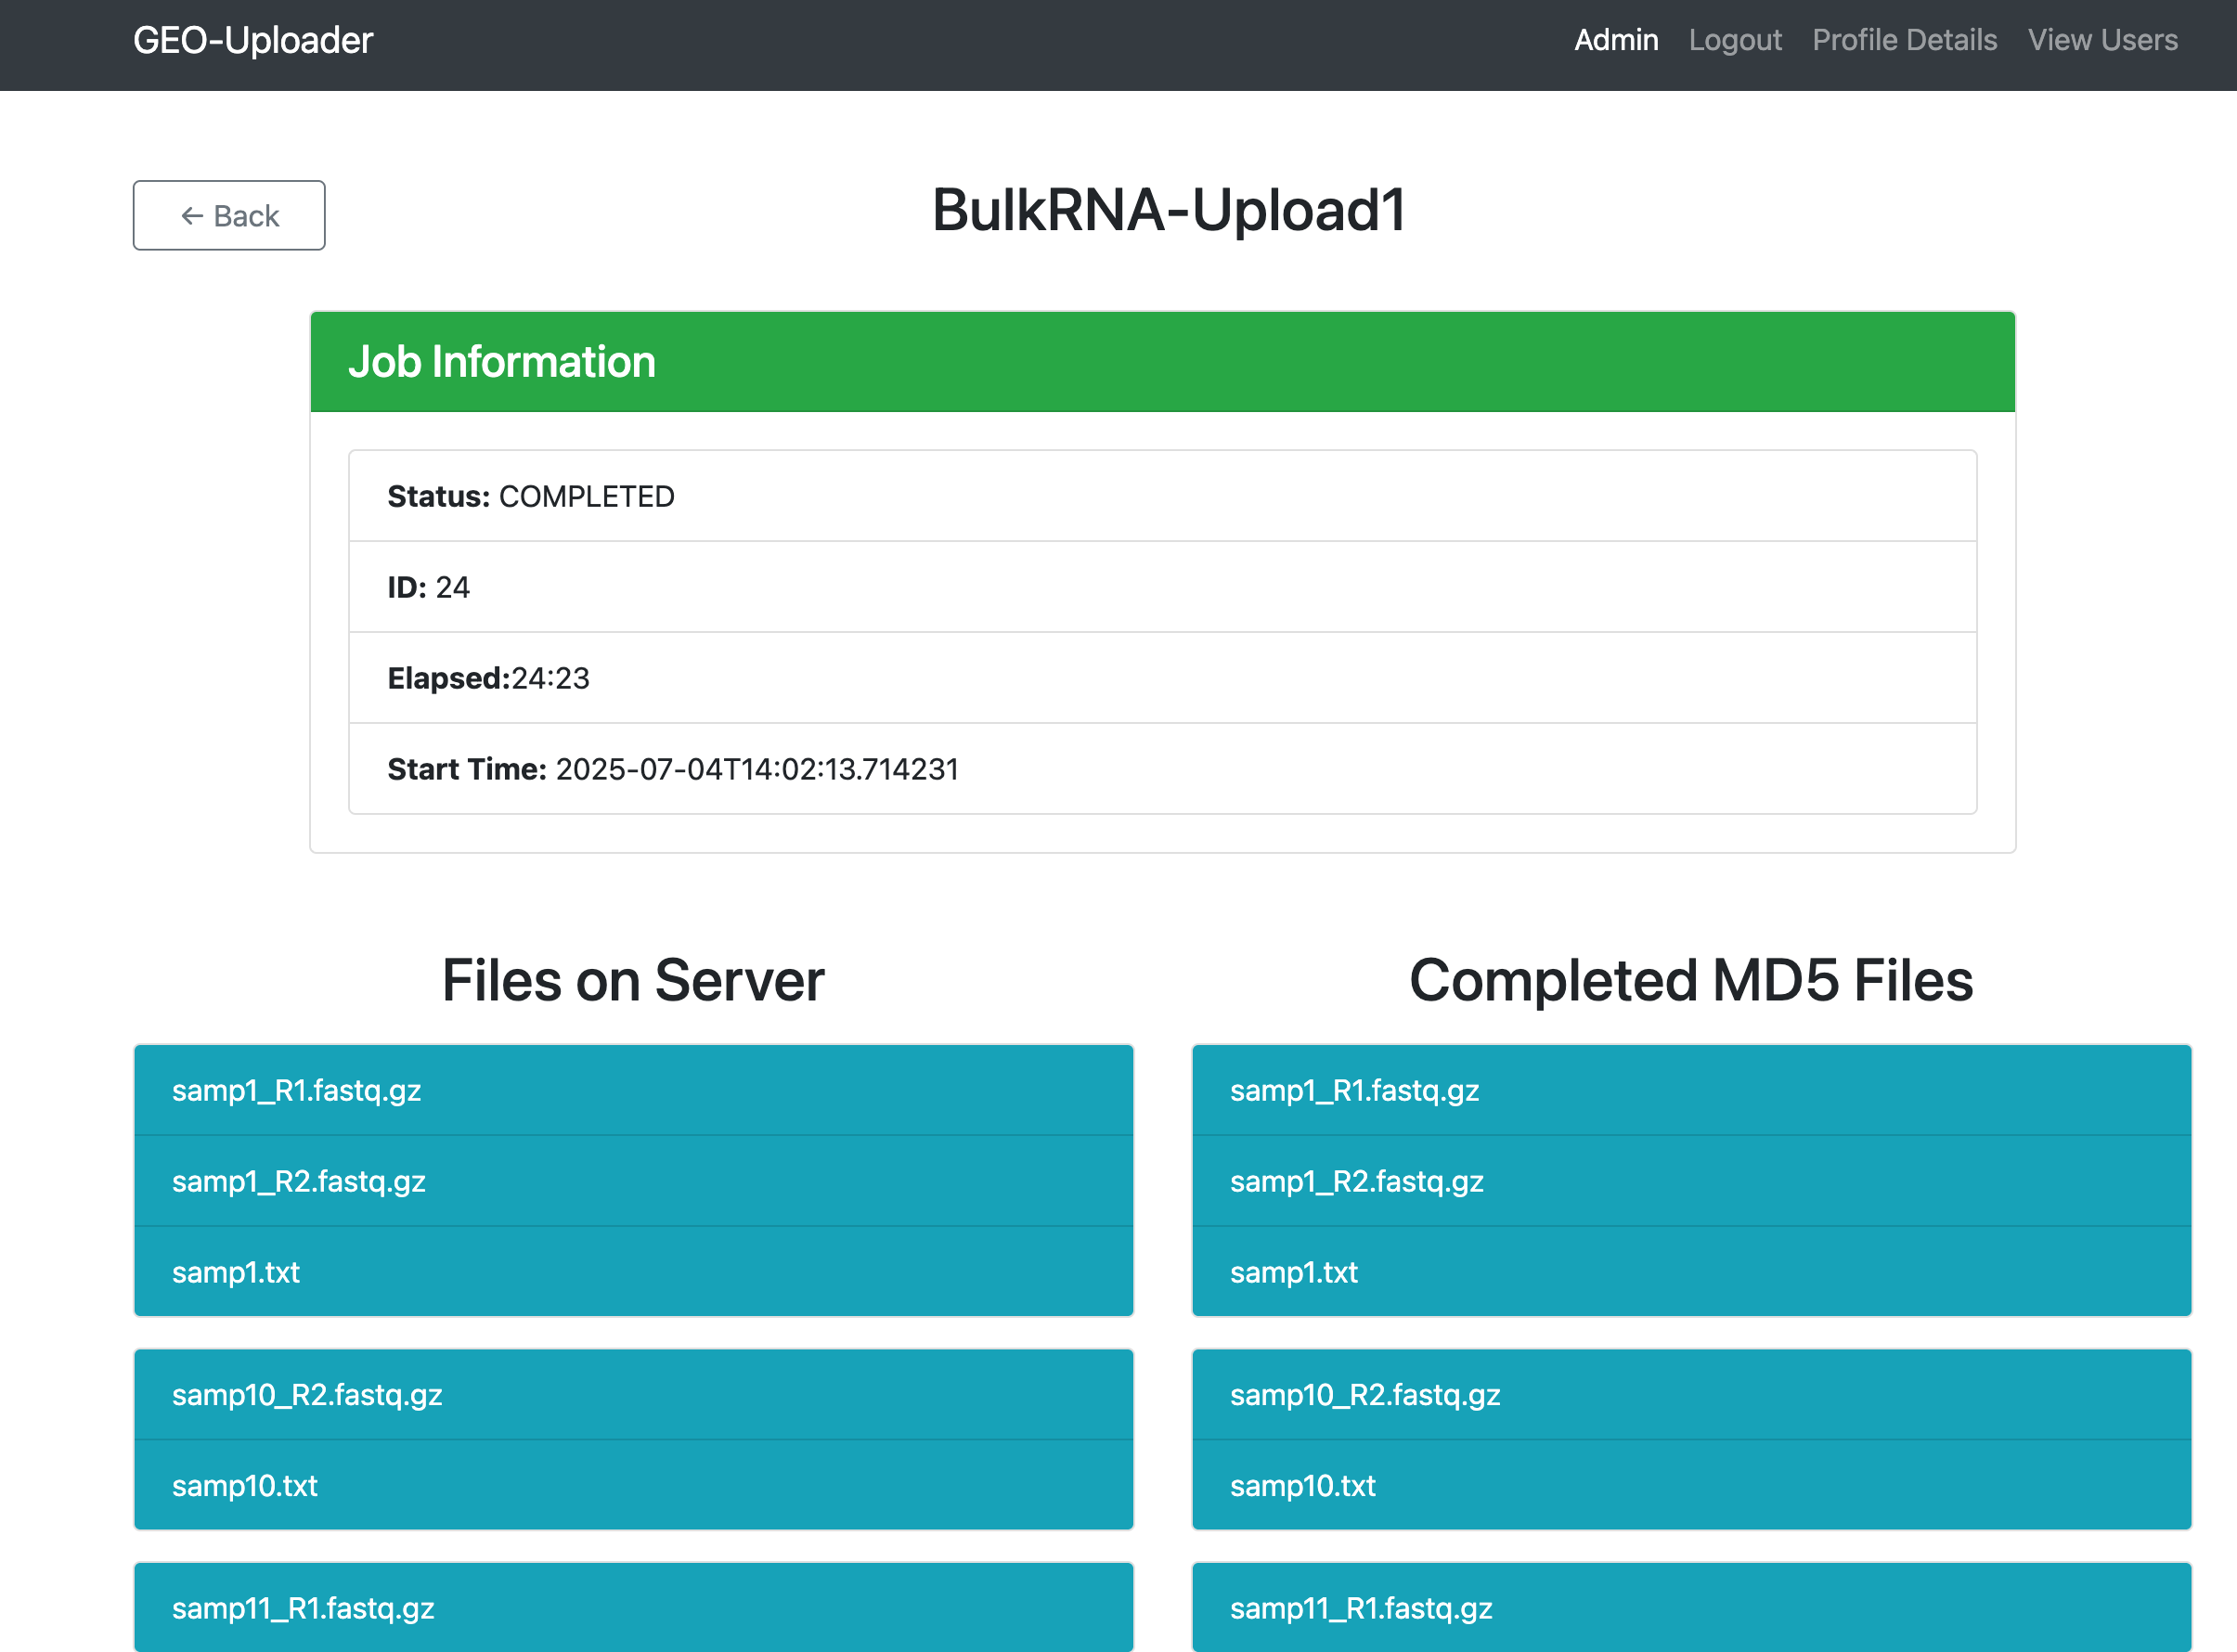 GEO-Uploader
Admin Logout Profile Details View Users
← Back
BulkRNA-Upload1
Job Information
Status: COMPLETED
ID: 24
Elapsed:24:23
Start Time: 2025-07-04T14:02:13.714231
Files on Server
samp1_R1.fastq.gz
samp1_R2.fastq.gz
samp1.txt
samp10_R2.fastq.gz
samp10.txt
samp11_R1.fastq.gz
Completed MD5 Files
samp1_R1.fastq.gz
samp1_R2.fastq.gz
samp1.txt
samp10_R2.fastq.gz
samp10.txt
samp11_R1.fastq.gz